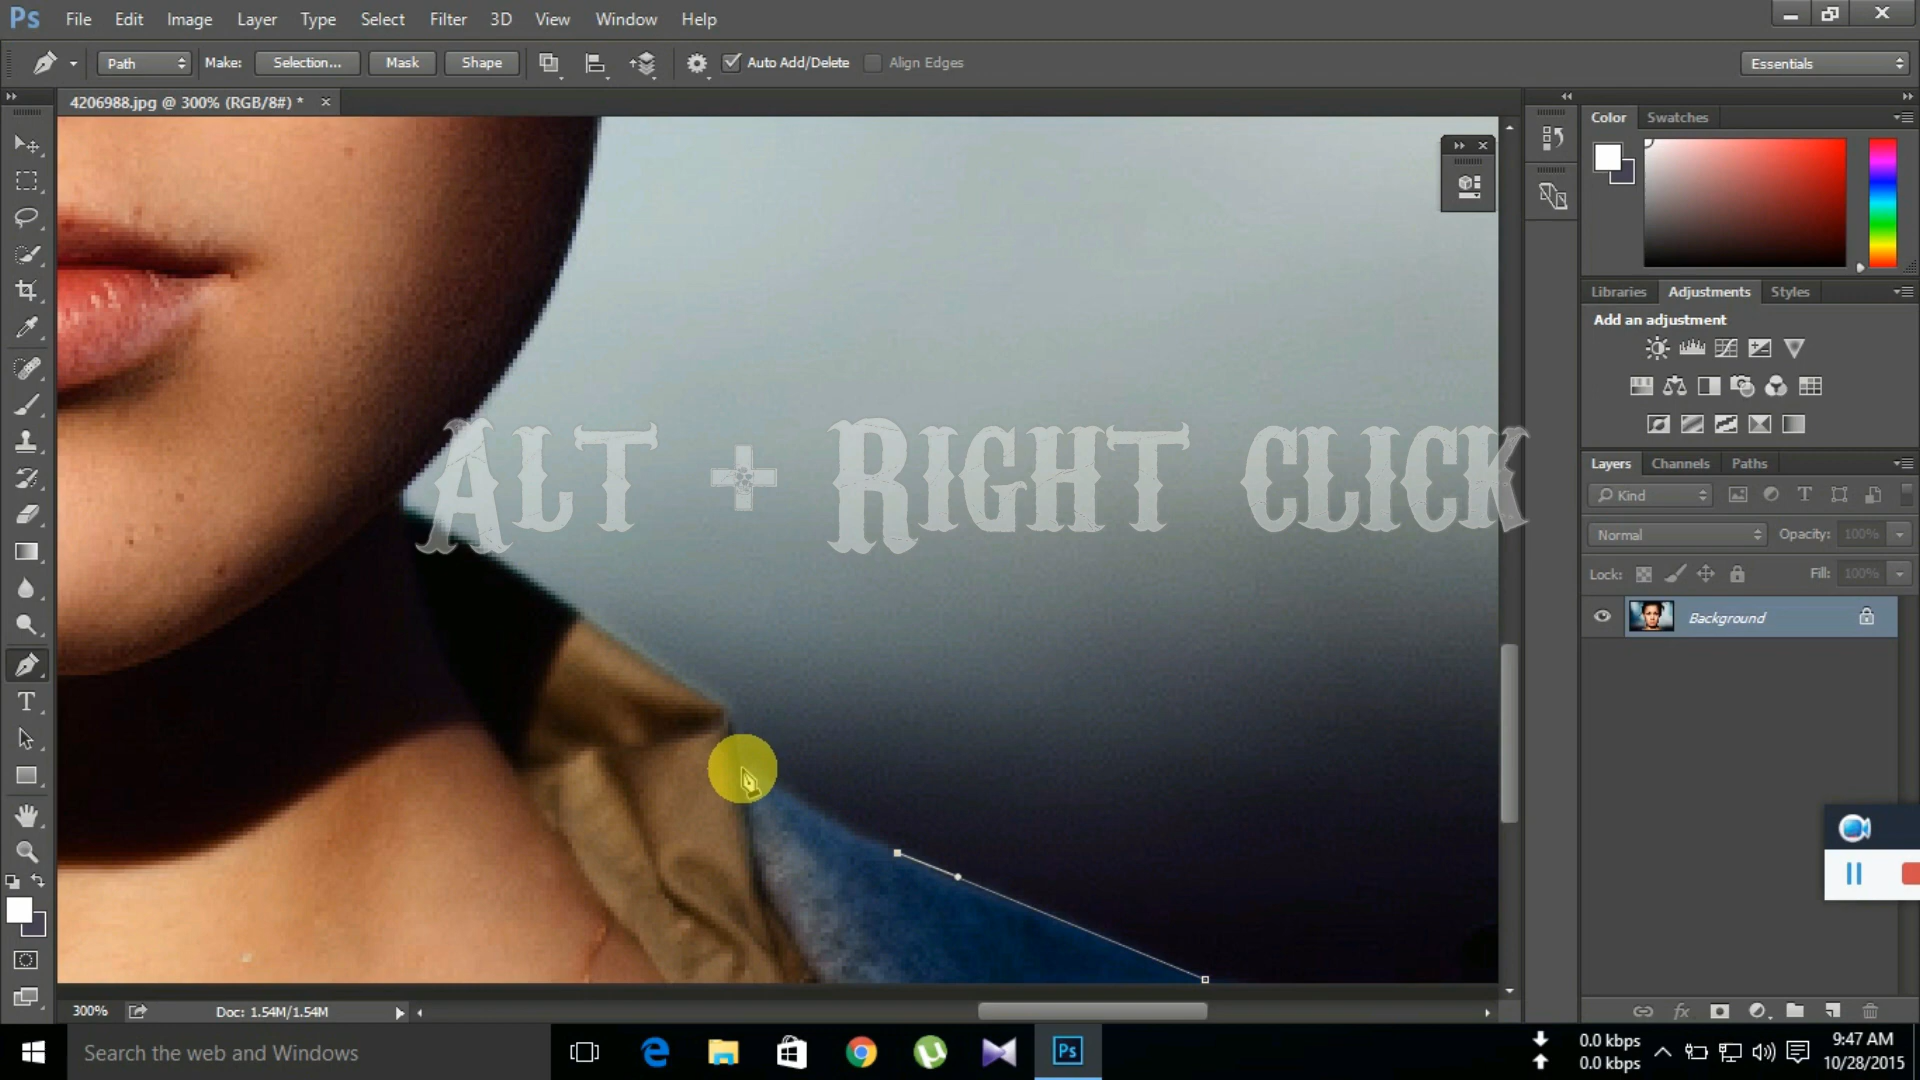 Ps File Edit Image Layer Type Select Filter 3D View Window Help
Path Make: Selection... Mask Shape Auto Add/Delete Align Edges Essentials
4206988.jpg @ 300% (RGB/8#) *
Color Swatches
Libraries Adjustments Styles
Add an adjustment
Alt + Right click
Layers Channels Paths
Kind
Normal Opacity: 100%
Lock: Fill: 100%
Background
300% Doc: 1.54M/1.54M
Search the web and Windows
Ps
0.0 kbps
0.0 kbps
9:47 AM
10/28/2015